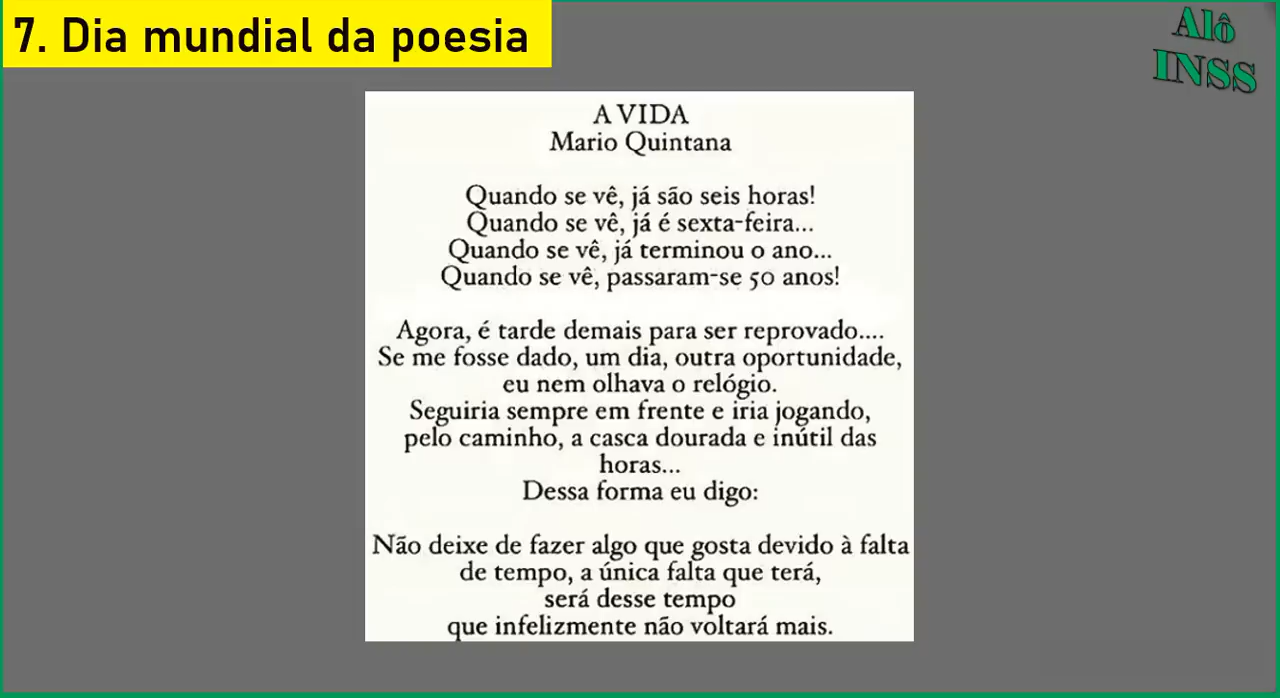 7. Dia mundial da poesia
Alô
INSS
A VIDA
Mario Quintana
Quando se vê, já são seis horas!
Quando se vê, já é sexta-feira...
Quando se vê, já terminou o ano...
Quando se vê, passaram-se 50 anos!
Agora, é tarde demais para ser reprovado....
Se me fosse dado, um dia, outra oportunidade,
eu nem olhava o relógio.
Seguiria sempre em frente e iria jogando,
pelo caminho, a casca dourada e inútil das
horas...
Dessa forma eu digo:
Não deixe de fazer algo que gosta devido à falta
de tempo, a única falta que terá,
será desse tempo
que infelizmente não voltará mais.